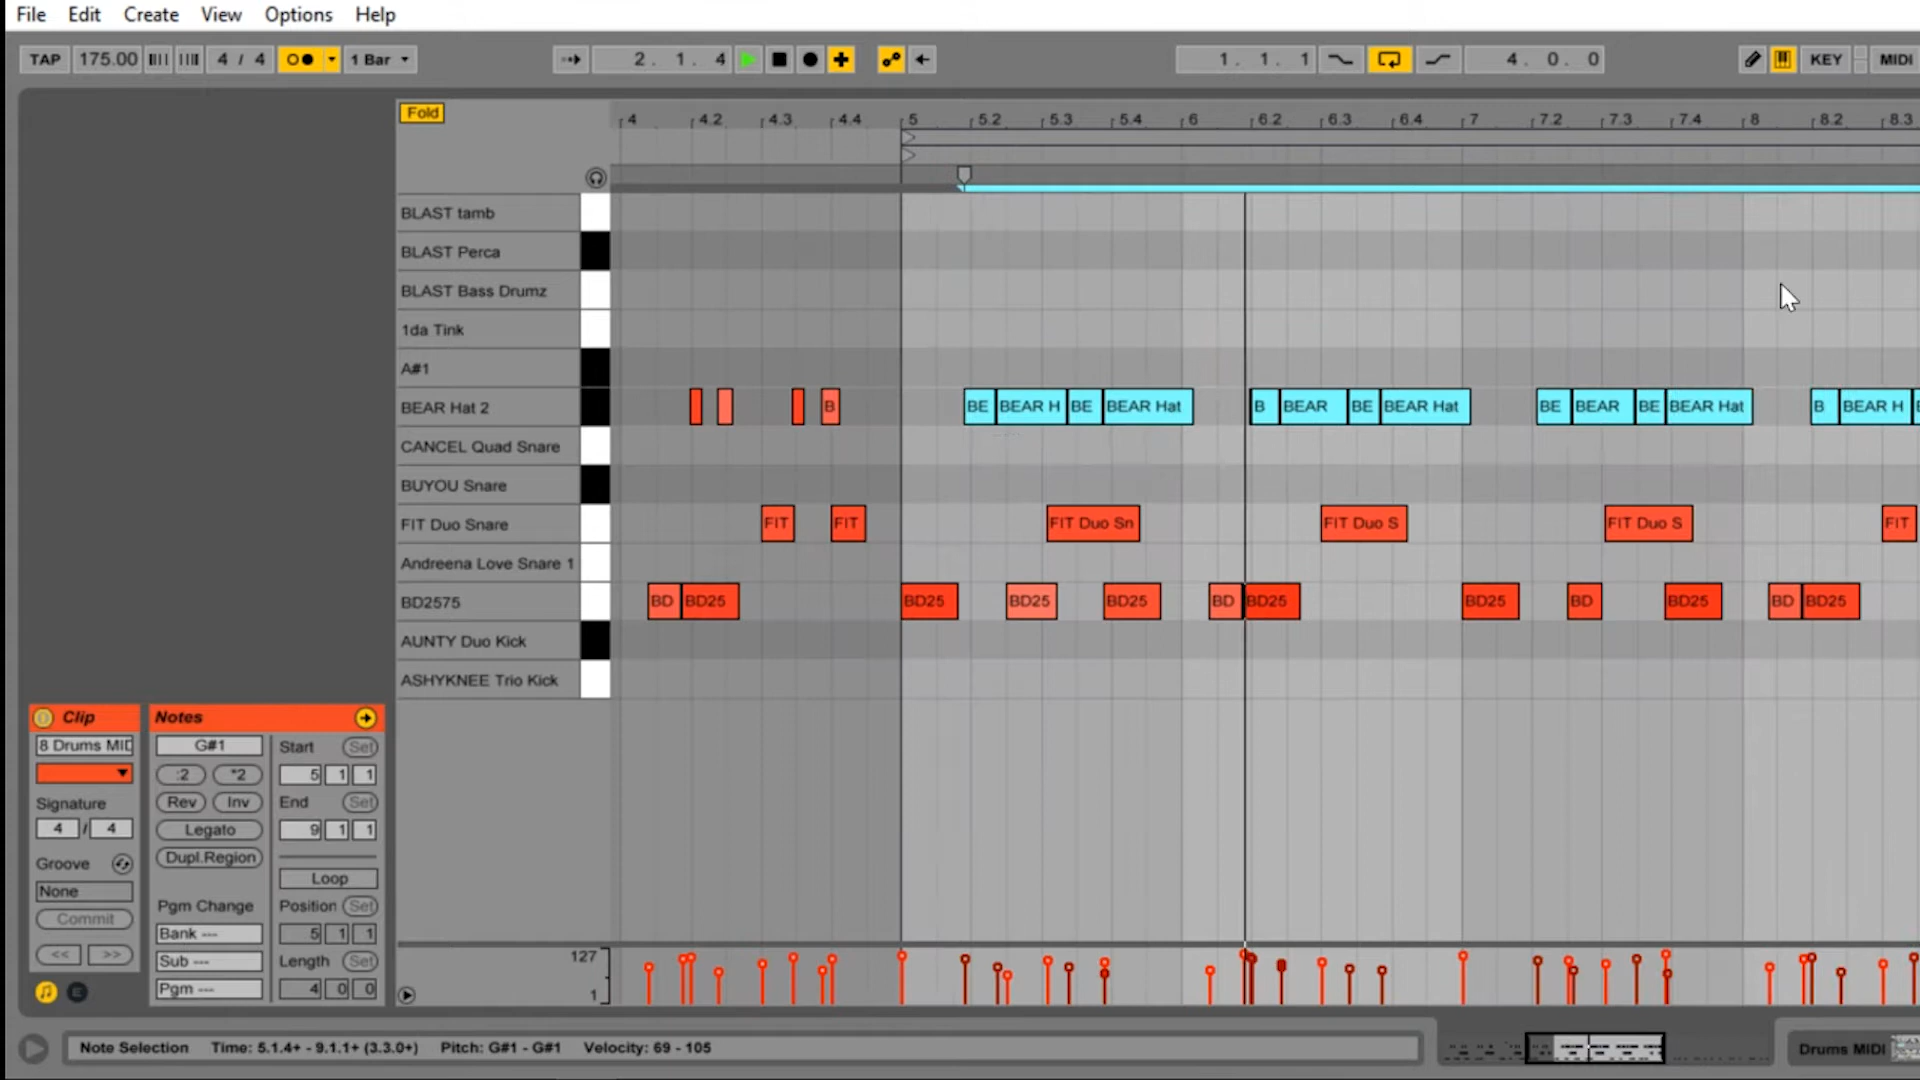 File Edit Create View Options Help
TAP 175.00 4 / 4 1 Bar 2. 1. 4 1. 1. 1 4. 0. 0 KEY MIDI
Fold 4 4.2 4.3 4.4 5 5.2 5.3 5.4 6 6.2 6.3 6.4 7 7.2 7.3 7.4 8 8.2 8.3
BLAST tamb
BLAST Perca
BLAST Bass Drumz
1da Tink
A#1
BEAR Hat 2 B BE BEAR H BE BEAR Hat B BEAR BE BEAR Hat BE BEAR BE BEAR Hat B BEAR H
CANCEL Quad Snare
BUYOU Snare
FIT Duo Snare FIT FIT FIT Duo Sn FIT Duo S FIT Duo S FIT
Andreena Love Snare 1
BD2575 BD BD25 BD25 BD25 BD25 BD BD25 BD25 BD BD25 BD BD25
AUNTY Duo Kick
ASHYKNEE Trio Kick
Clip
8 Drums MID
Signature
4 / 4
Groove
None
Commit
<< >>
Notes
G#1
:2 *2
Rev Inv
Legato
Dupl.Region
Pgm Change
Bank ---
Sub ---
Pgm ---
Start Set
5 1 1
End Set
9 1 1
Loop
Position Set
5 1 1
Length Set
4 0 0
127
1
Note Selection Time: 5.1.4+ - 9.1.1+ (3.3.0+) Pitch: G#1 - G#1 Velocity: 69 - 105
Drums MIDI